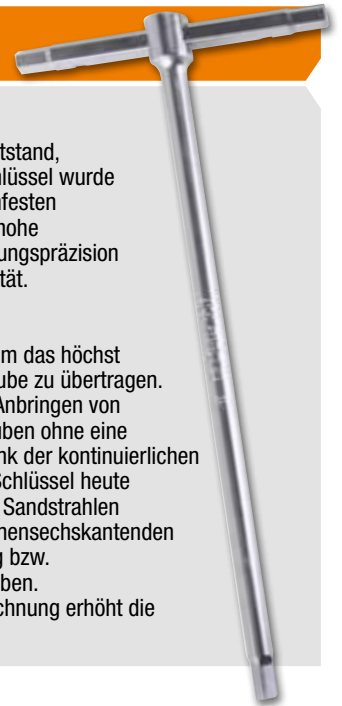 tstand,
hlüssel wurde
nfesten
hohe
ungspräzision
tät.
m das höchst
ube zu übertragen.
Anbringen von
uben ohne eine
nk der kontinuierlichen
Schlüssel heute
Sandstrahlen
nensechskantenden
g bzw.
ben.
chnung erhöht die